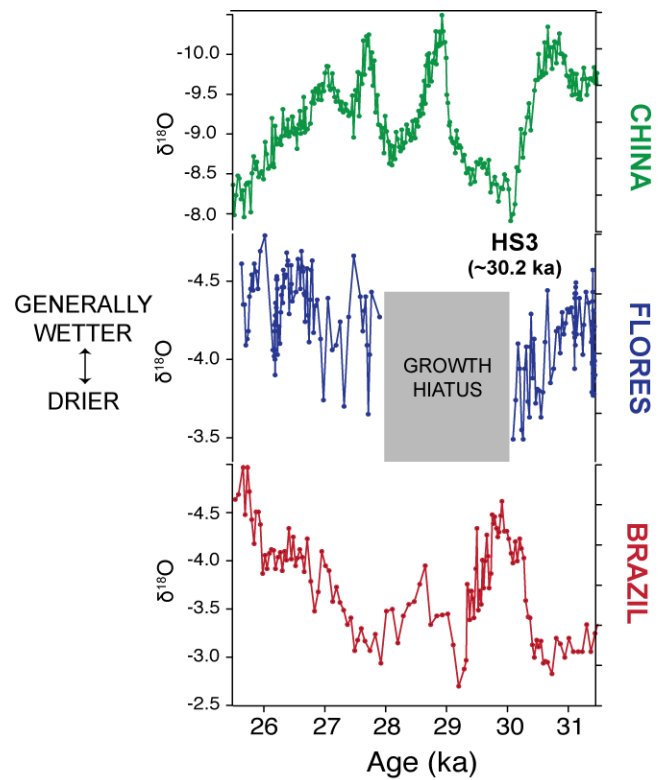 -10.0
-9.5
-9.0
-8.5
-8.0
δ18O
CHINA
HS3
(~30.2 ka)
GENERALLY
WETTER
DRIER
-4.5
-4.0
-3.5
δ18O
GROWTH
HIATUS
FLORES
-4.5
-4.0
-3.5
-3.0
-2.5
δ18O
BRAZIL
26 27 28 29 30 31
Age (ka)